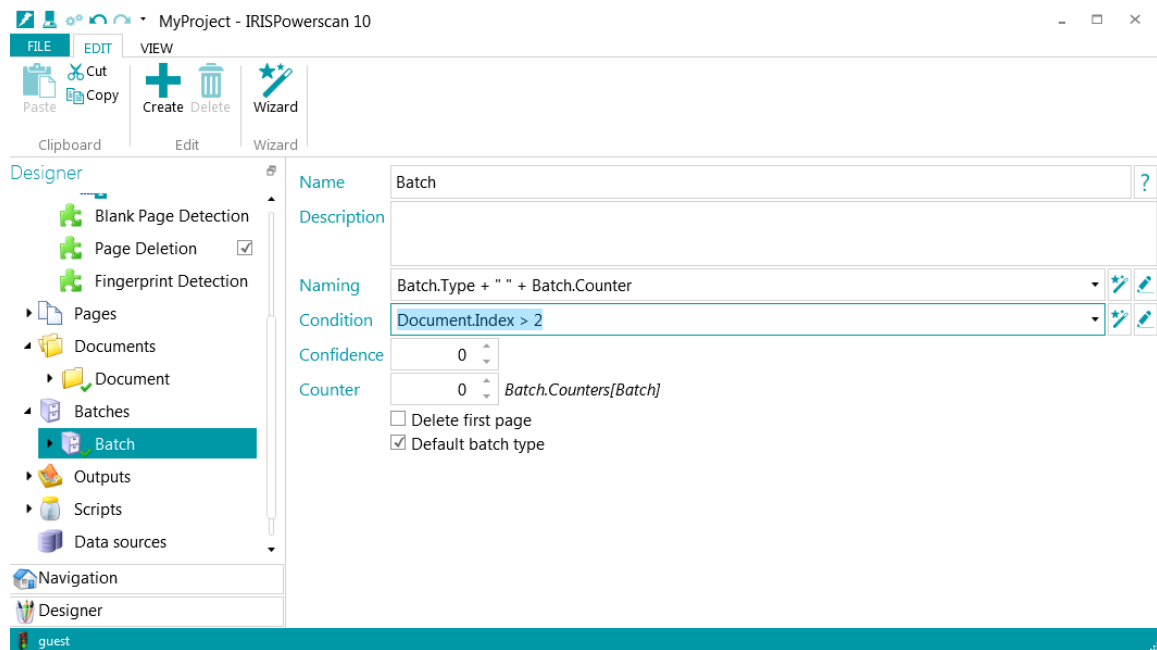 MyProject - IRISPowerscan 10
FILE EDIT VIEW
Paste Cut Copy Create Delete Wizard
Clipboard Edit Wizard
Designer
Blank Page Detection
Page Deletion
Fingerprint Detection
Pages
Documents
Document
Batches
Batch
Outputs
Scripts
Data sources
Navigation
Designer
guest
Name Batch ?
Description
Naming Batch.Type + " " + Batch.Counter
Condition Document.Index > 2
Confidence 0
Counter 0 Batch.Counters[Batch]
Delete first page
Default batch type